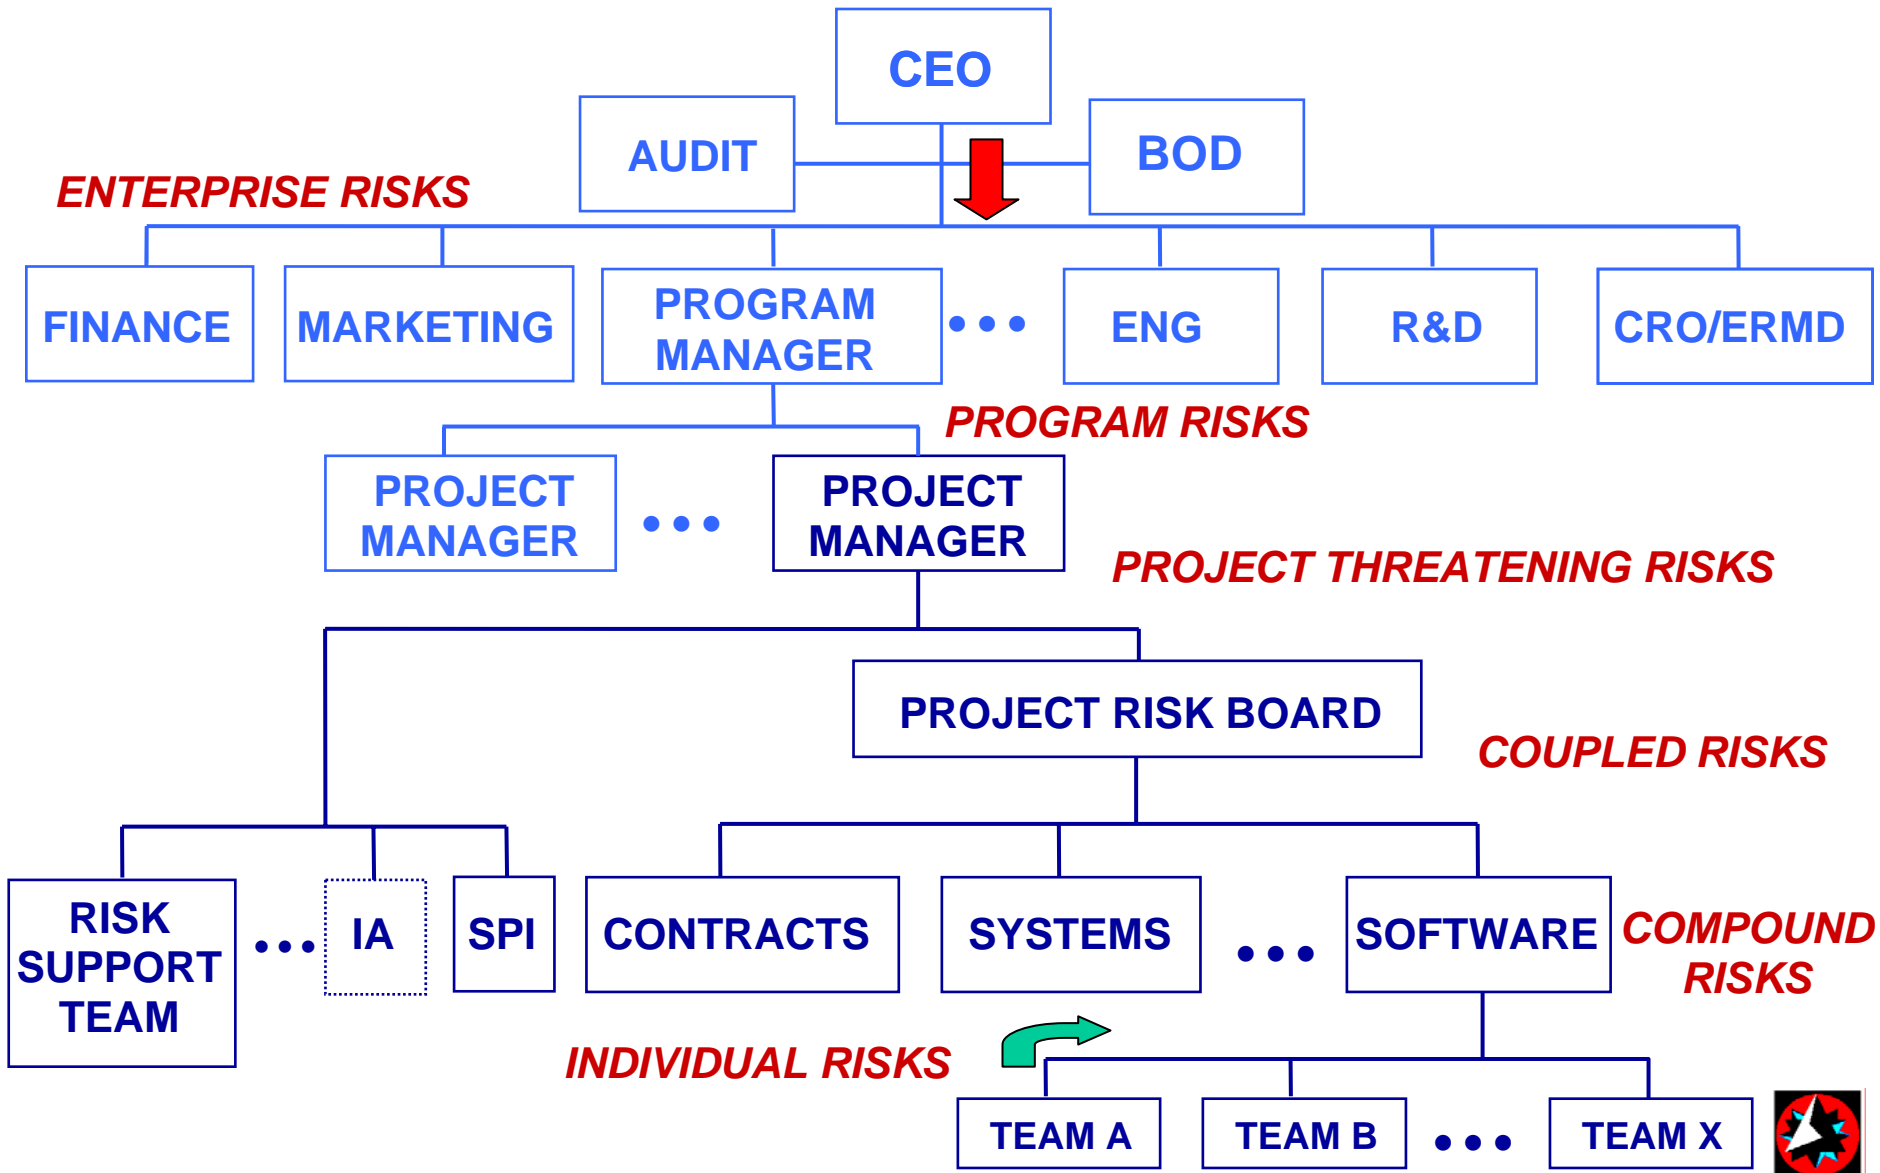 CEO
AUDIT
BOD
ENTERPRISE RISKS
FINANCE
MARKETING
PROGRAM
MANAGER
•••
ENG
R&D
CRO/ERMD
PROGRAM RISKS
PROJECT
MANAGER
•••
PROJECT
MANAGER
PROJECT THREATENING RISKS
PROJECT RISK BOARD
COUPLED RISKS
RISK
SUPPORT
TEAM
•••
IA
SPI
CONTRACTS
SYSTEMS
•••
SOFTWARE
COMPOUND
RISKS
INDIVIDUAL RISKS
TEAM A
TEAM B
•••
TEAM X